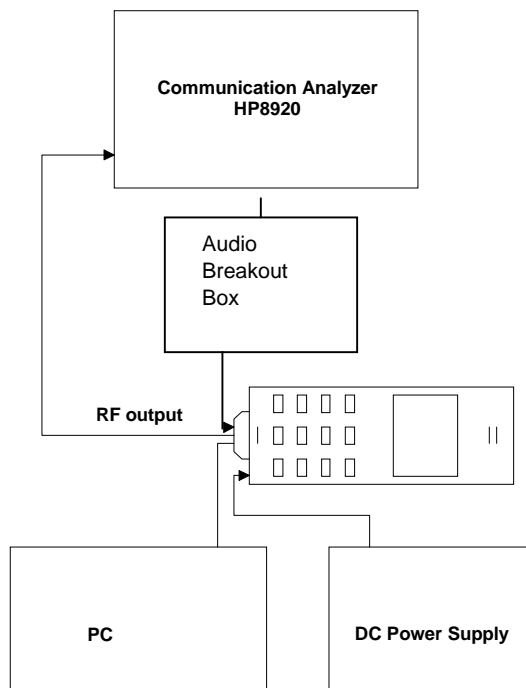 Communication Analyzer
HP8920
Audio
Breakout
Box
RF output
PC
DC Power Supply